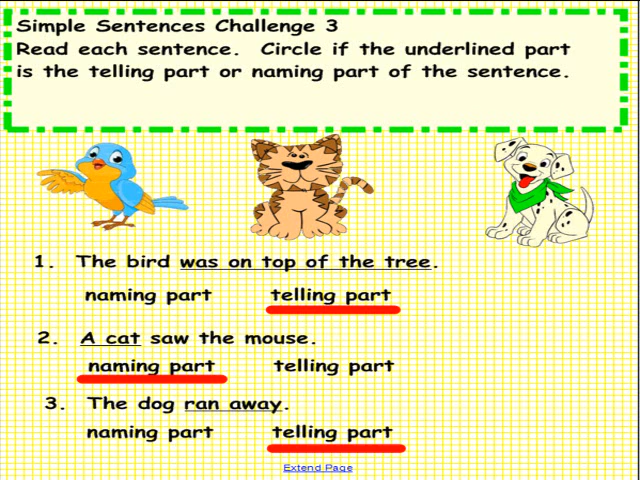 Simple Sentences Challenge 3
Read each sentence.  Circle if the underlined part
is the telling part or naming part of the sentence.
1.  The bird was on top of the tree.
naming part telling part
2.  A cat saw the mouse.
naming part telling part
3.  The dog ran away.
naming part telling part
Extend Page